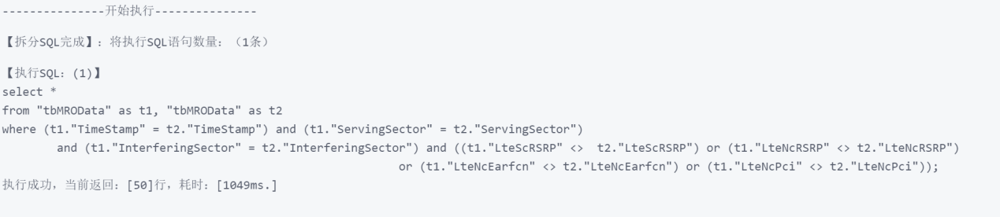 ---------------开始执行---------------
【拆分SQL完成】：将执行SQL语句数量：（1条）
【执行SQL：(1)】
select *
from "tbMROData" as t1, "tbMROData" as t2
where (t1."TimeStamp" = t2."TimeStamp") and (t1."ServingSector" = t2."ServingSector")
and (t1."InterferingSector" = t2."InterferingSector") and ((t1."LteScRSRP" <>  t2."LteScRSRP") or (t1."LteNcRSRP" <> t2."LteNcRSRP")
or (t1."LteNcEarfcn" <> t2."LteNcEarfcn") or (t1."LteNcPci" <> t2."LteNcPci"));
执行成功，当前返回：[50]行，耗时：[1049ms.]